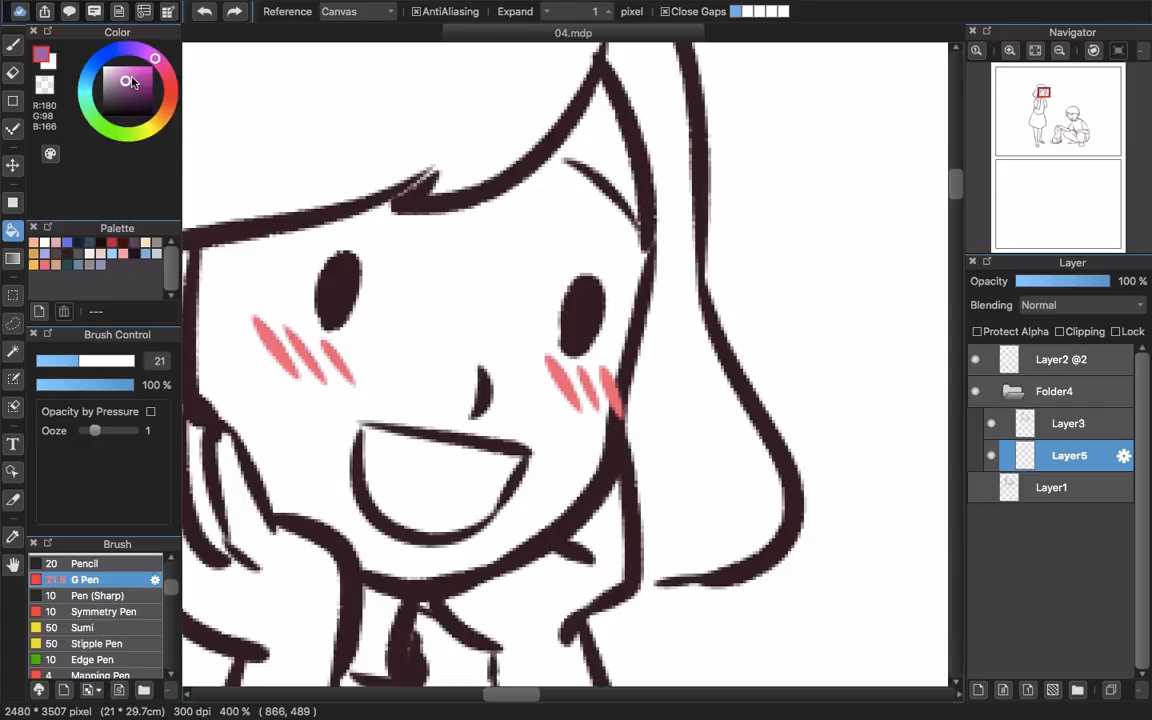 Reference Canvas AntiAliasing Expand 1 pixel Close Gaps
Color
04.mdp
Navigator
R:180
G:98
B:166
Palette
---
Layer
Opacity 100 %
Blending Normal
Protect Alpha Clipping Lock
Brush Control
21
100 %
Layer2 @2
Opacity by Pressure
Folder4
Ooze 1
Layer3
Layer5
Layer1
Brush
20 Pencil
21.6 G Pen
10 Pen (Sharp)
10 Symmetry Pen
50 Sumi
50 Stipple Pen
10 Edge Pen
4 Mapping Pen
2480 * 3507 pixel (21 * 29.7cm) 300 dpi 400 % ( 866, 489 )